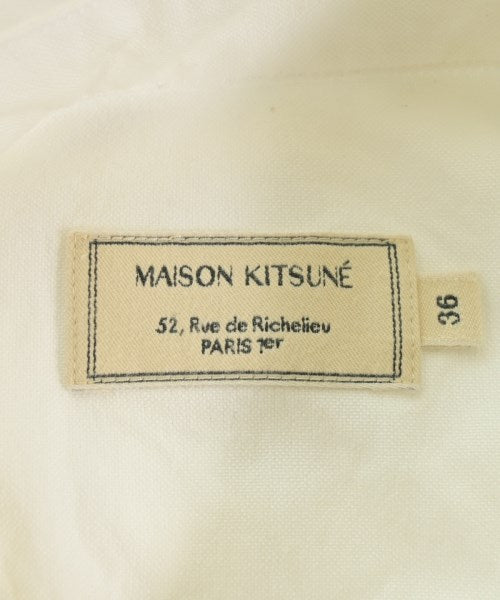 MAISON KITSUNÉ
52, Rue de Richelieu
PARIS 1er
36